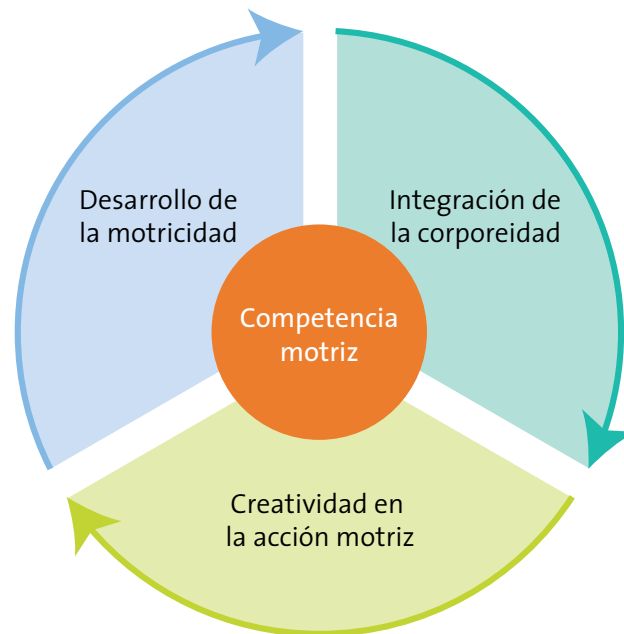 Desarrollo de
la motricidad
Integración de
la corporeidad
Competencia
motriz
Creatividad en
la acción motriz